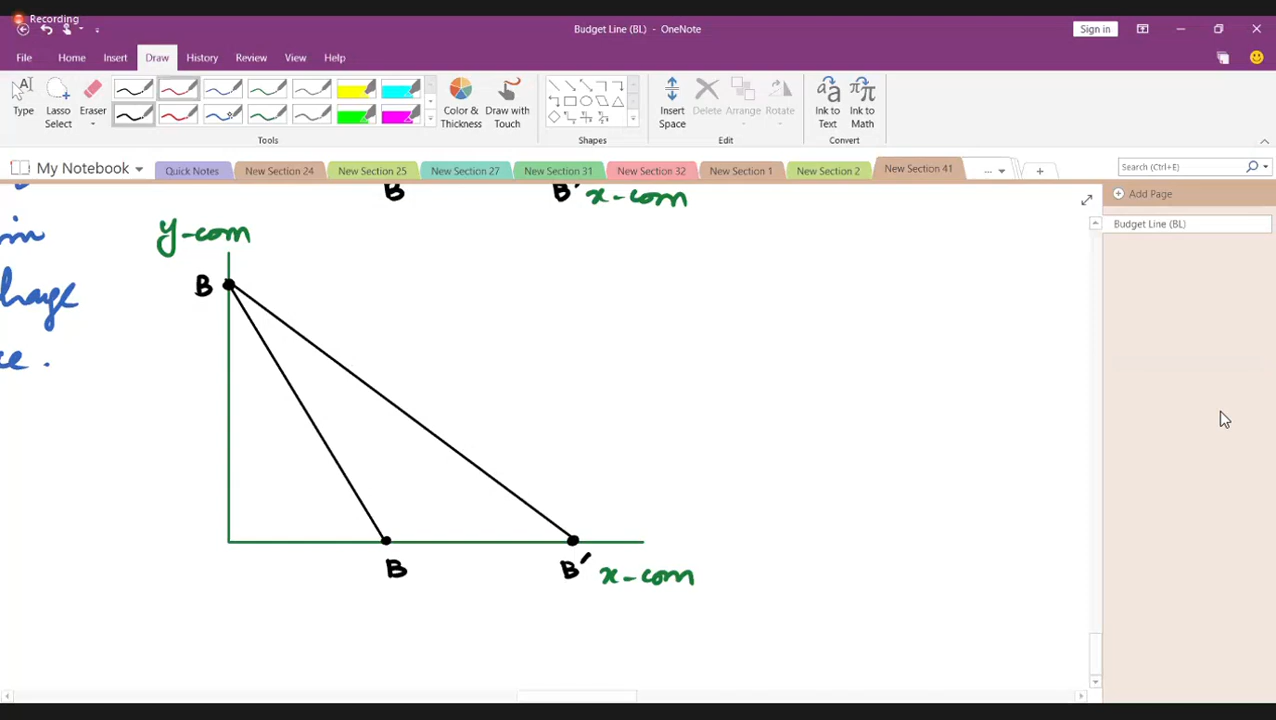 Recording
Budget Line (BL) - OneNote
Sign in
File Home Insert Draw History Review View Help
Type
Lasso Select
Eraser
Color & Thickness
Draw with Touch
Insert Space
Delete
Arrange
Rotate
Ink to Text
Ink to Math
Tools
Shapes
Edit
Convert
My Notebook
Quick Notes
New Section 24
New Section 25
New Section 27
New Section 31
New Section 32
New Section 1
New Section 2
New Section 41
...
Search (Ctrl+E)
Add Page
Budget Line (BL)
B B' x-com
y-com
B
B B' x-com